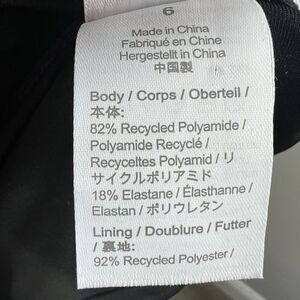 6
Made in China
Fabriqué en Chine
Hergestellt in China
中国製
Body / Corps / Oberteil /
本体:
82% Recycled Polyamide /
Polyamide Recyclé /
Recyceltes Polyamid / リ
サイクルポリアミド
18% Elastane / Élasthanne /
Elastan / ポリウレタン
Lining / Doublure / Futter
/ 裏地:
92% Recycled Polyester /